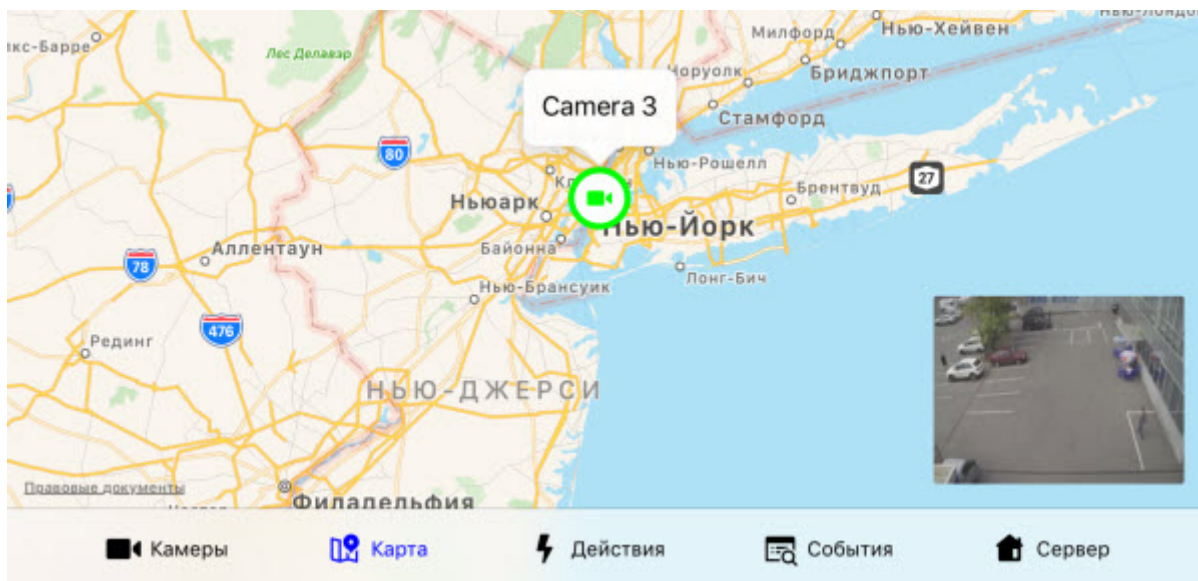 Нью-Хейвен
Милфорд
Лес Делавэр
Норуолк
Бриджпорт
Camera 3
Стамфорд
80
Нью-Рошелл
27
Брентвуд
Ньюарк
Нью-Йорк
Аллентаун
Байонна
78
Лонг-Бич
Нью-Брансуик
476
Рединг
НЬЮ-ДЖЕРСИ
Правовые документы
Филадельфия
Камеры Карта Действия События Сервер